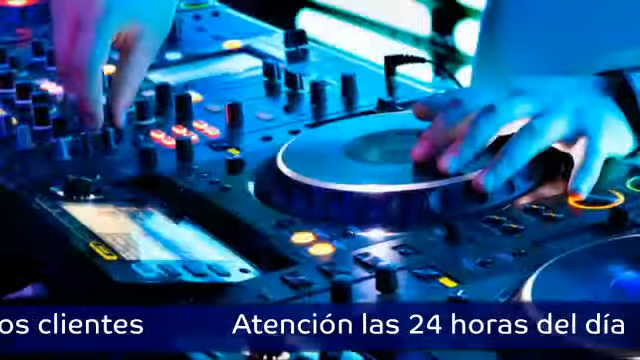 os clientes Atención las 24 horas del día